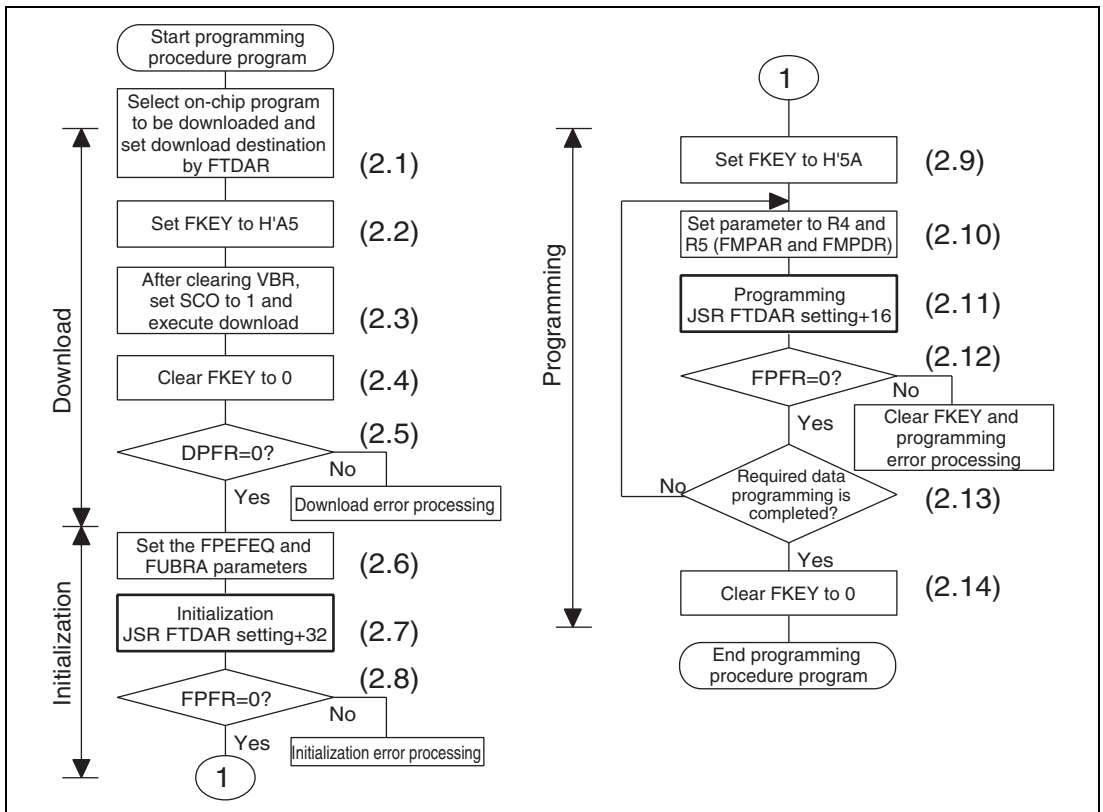 Start programming
procedure program
Select on-chip program
to be downloaded and
set download destination
by FTDAR
(2.1)
Set FKEY to H'A5
(2.2)
After clearing VBR,
set SCO to 1 and
execute download
(2.3)
Clear FKEY to 0
(2.4)
DPFR=0?
(2.5)
No
Yes
Download error processing
Download
Set the FPEFEQ and
FUBRA parameters
(2.6)
Initialization
JSR FTDAR setting+32
(2.7)
FPFR=0?
(2.8)
No
Yes
Initialization error processing
Initialization
1
1
Set FKEY to H'5A
(2.9)
Set parameter to R4 and
R5 (FMPAR and FMPDR)
(2.10)
Programming
JSR FTDAR setting+16
(2.11)
FPFR=0?
(2.12)
No
Yes
Clear FKEY and
programming
error processing
Required data
programming is
completed?
(2.13)
No
Yes
Clear FKEY to 0
(2.14)
Programming
End programming
procedure program